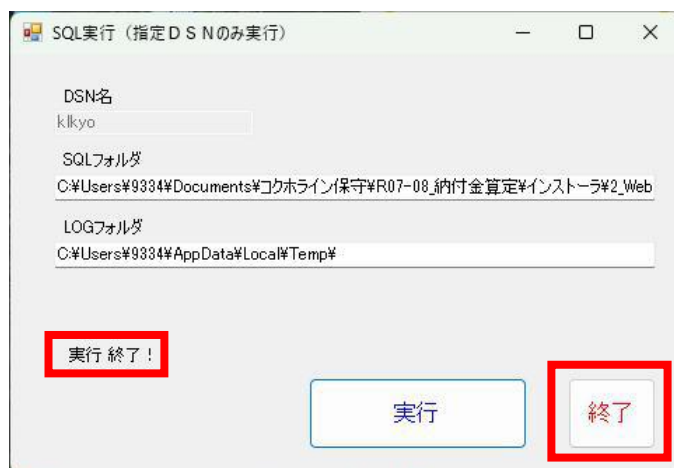 SQL実行（指定ＤＳＮのみ実行）
DSN名
klkyo
SQLフォルダ
C:¥Users¥9334¥Documents¥コクホライン保守¥R07-08_納付金算定¥インストーラ¥2_Web
LOGフォルダ
C:¥Users¥9334¥AppData¥Local¥Temp¥
実行 終了！
実行
終了